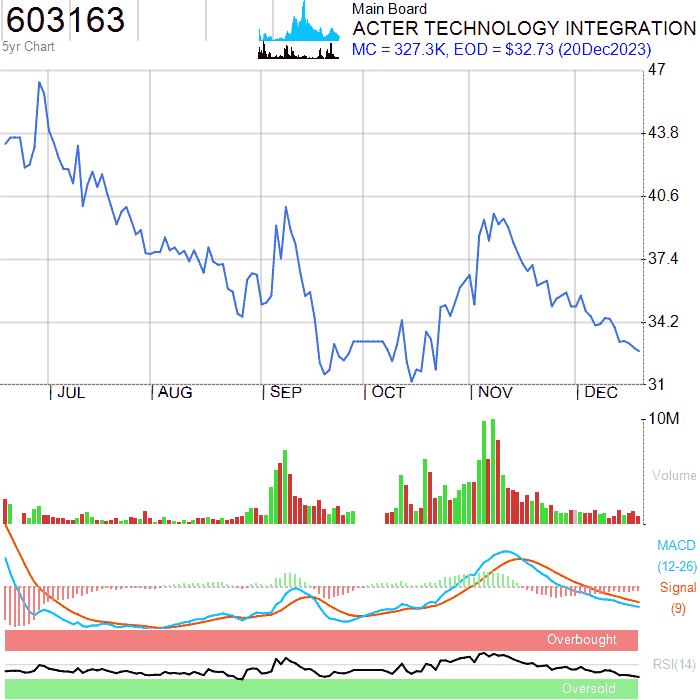 603163
5yr Chart
Main Board
ACTER TECHNOLOGY INTEGRATION
MC = 327.3K, EOD = $32.73 (20Dec2023)
47
43.8
40.6
37.4
34.2
31
JUL AUG SEP OCT NOV DEC
10M
Volume
MACD
(12-26)
Signal
(9)
Overbought
RSI(14)
Oversold